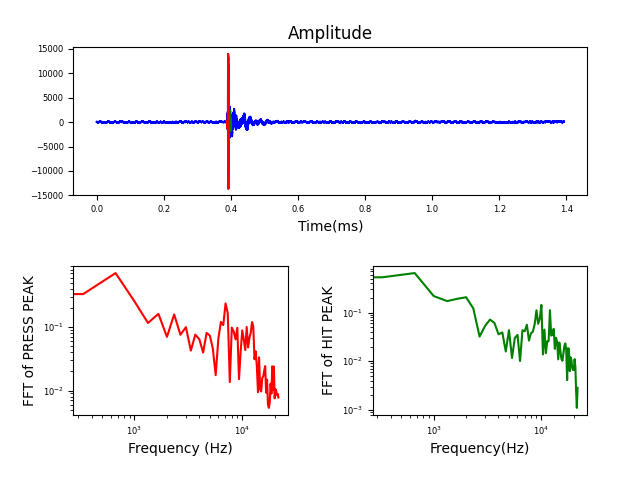 Amplitude
15000
10000
5000
0
−5000
−10000
−15000
0.0 0.2 0.4 0.6 0.8 1.0 1.2 1.4
Time(ms)
FFT of PRESS PEAK
10⁻¹
10⁻²
10³ 10⁴
Frequency (Hz)
FFT of HIT PEAK
10⁻¹
10⁻²
10⁻³
10³ 10⁴
Frequency(Hz)